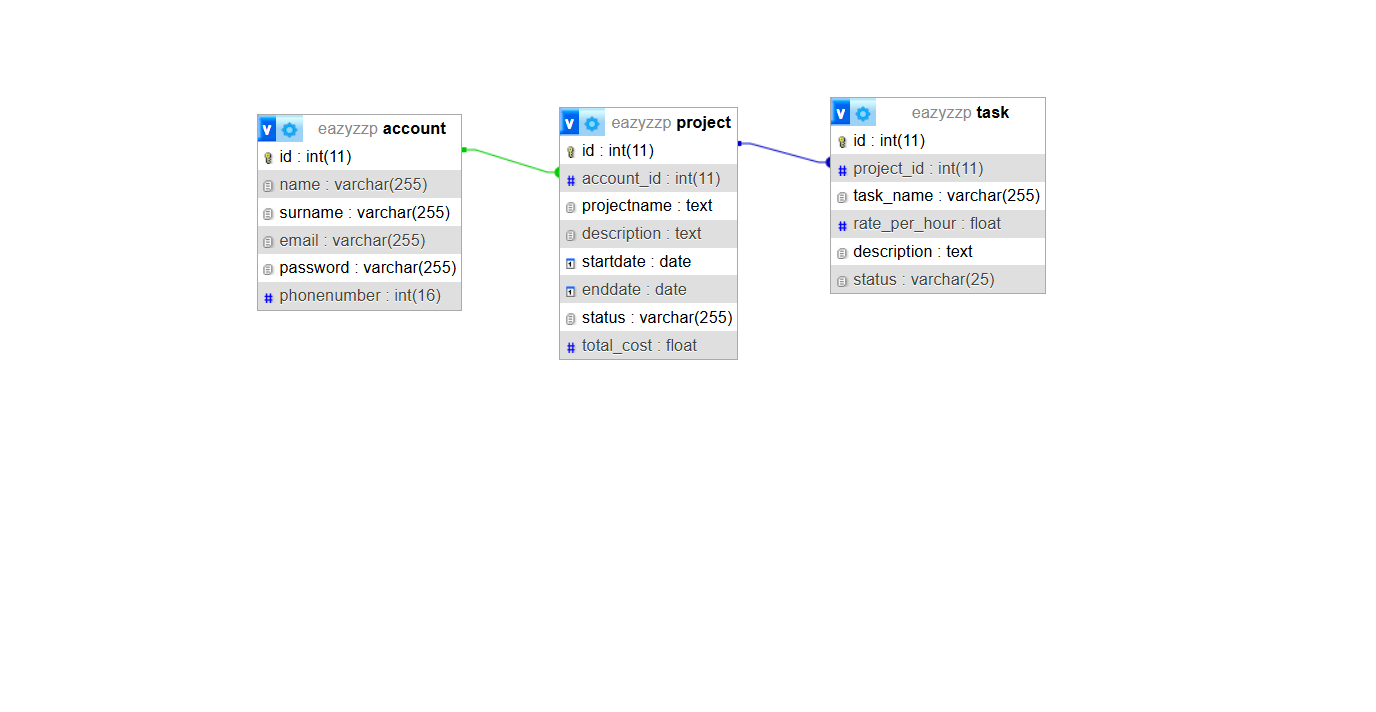 v eazyzzp account
id : int(11)
name : varchar(255)
surname : varchar(255)
email : varchar(255)
password : varchar(255)
# phonenumber : int(16)
v eazyzzp project
id : int(11)
# account_id : int(11)
projectname : text
description : text
startdate : date
enddate : date
status : varchar(255)
# total_cost : float
v eazyzzp task
id : int(11)
# project_id : int(11)
task_name : varchar(255)
# rate_per_hour : float
description : text
status : varchar(25)